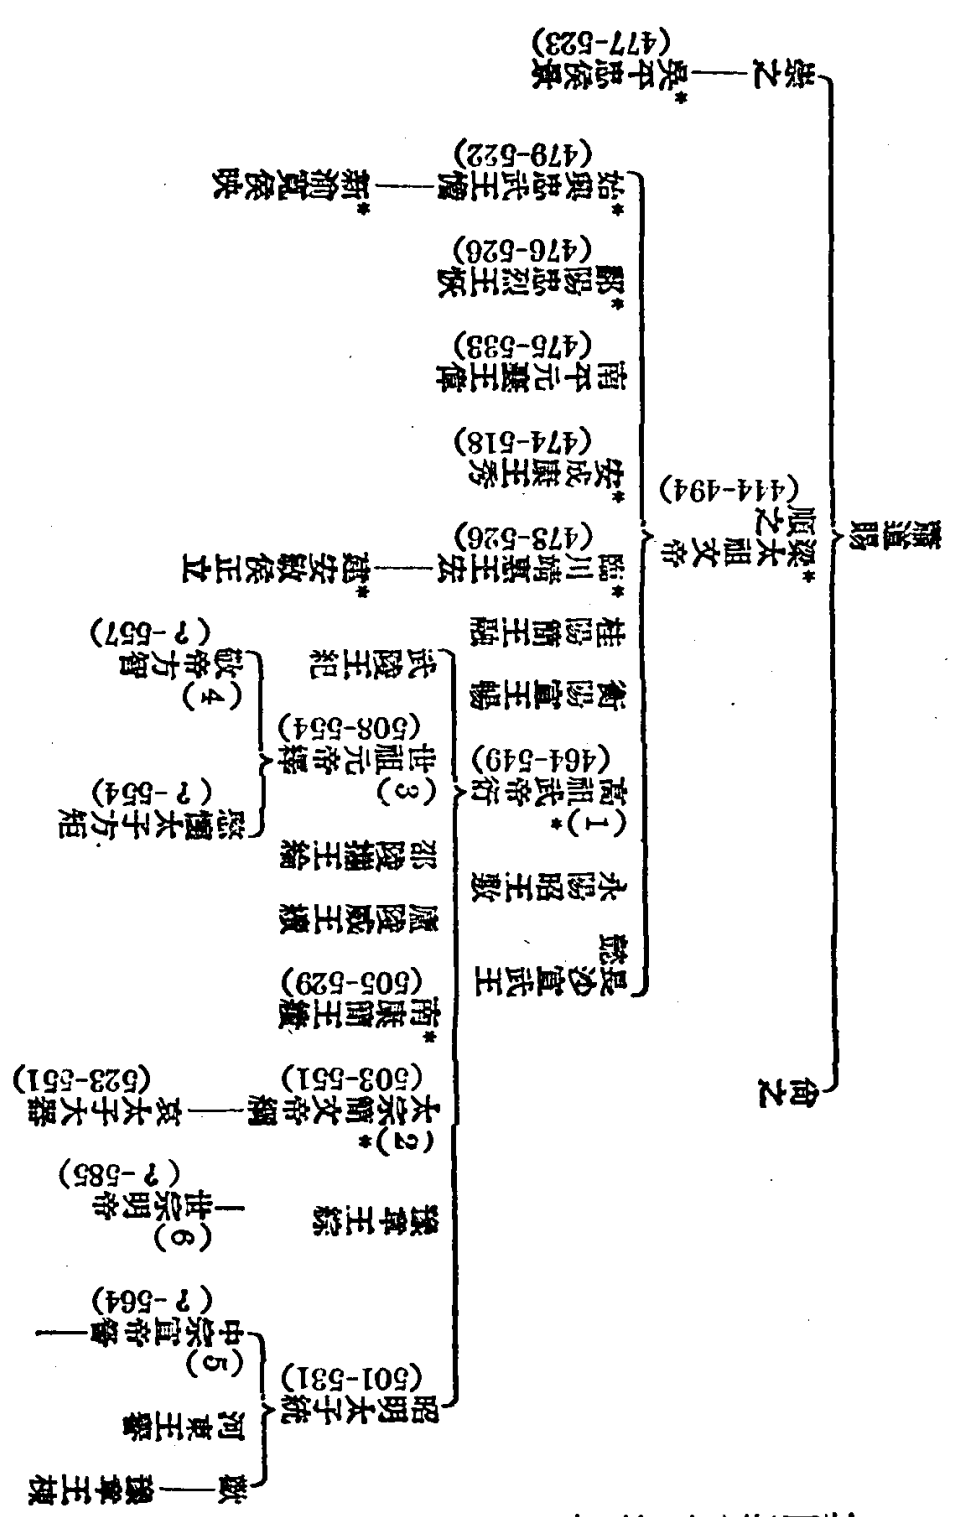 歡——豫章王棟
河東王譽
昭明太子統
(501-531)
(5)
中宗宣帝詧——
(?-564)
(6)
—世宗明帝
(?-585)
豫章王綜
(2)*
太宗簡文帝綱——哀太子大器
(503-551) (523-551)
尙之
*南康簡王績
(505-529)
廬陵威王續
邵陵攜王綸
長沙宣武王
懿
永陽昭王敷
(1)*
高祖武帝衍
(464-549)
愍懷太子方矩
(?-554)
(3)
世祖元帝繹
(508-554)
(4)
敬帝方智
(?-557)
武陵王紀
衡陽宣王暢
桂陽簡王融
蕭道賜
*梁太祖文帝
順之
(444-494)
*臨川靖惠王宏——*建安敏侯正立
(473-526)
*安成康王秀
(474-518)
南平元襄王偉
(475-533)
*鄱陽忠烈王恢
(476-526)
*始興忠武王憺——*新渝寬侯暎
(479-522)
崇之——*吳平忠侯景
(477-523)